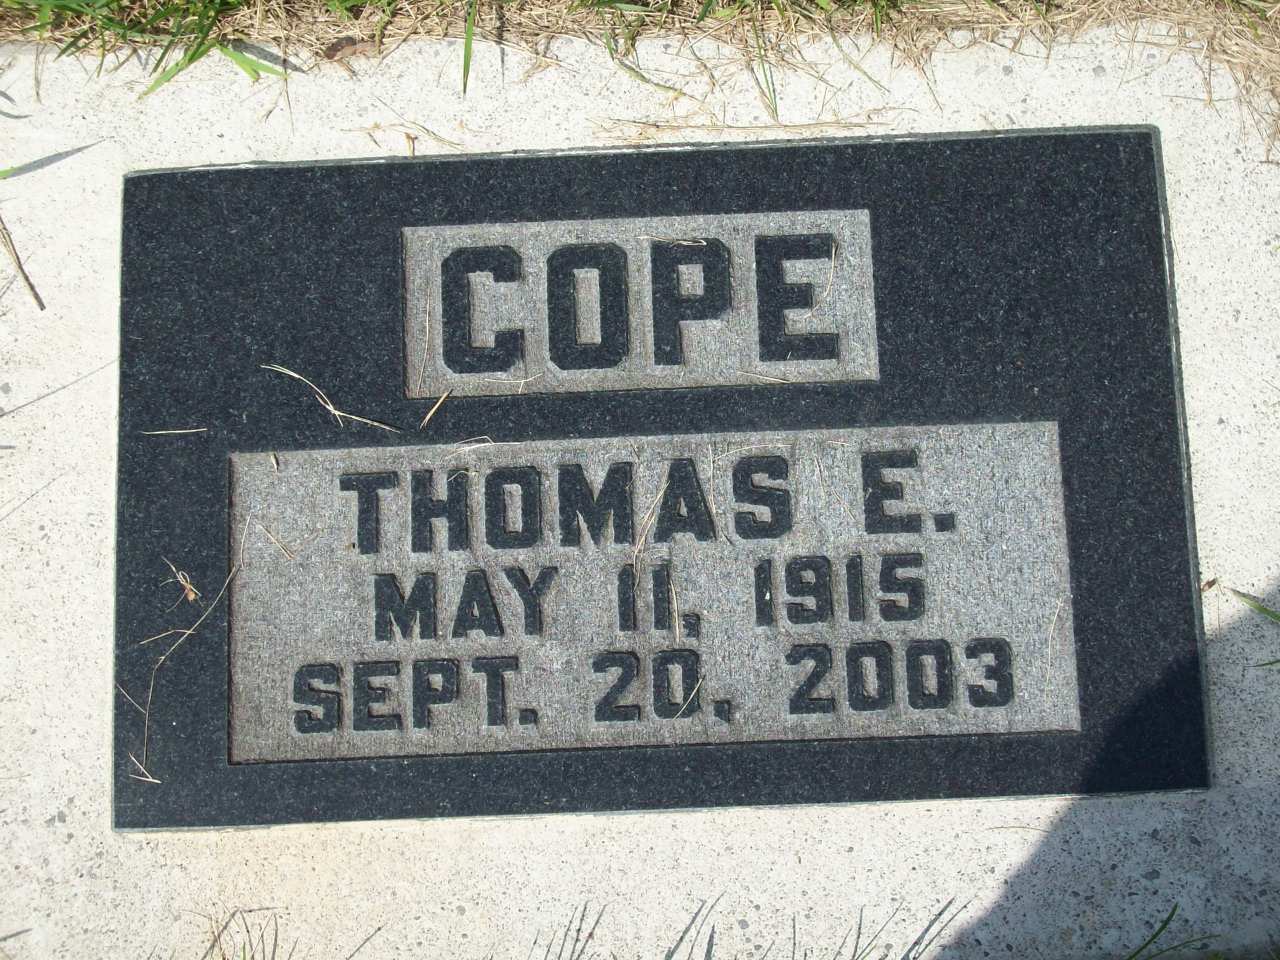 COPE
THOMAS E.
MAY 11, 1915
SEPT. 20, 2003